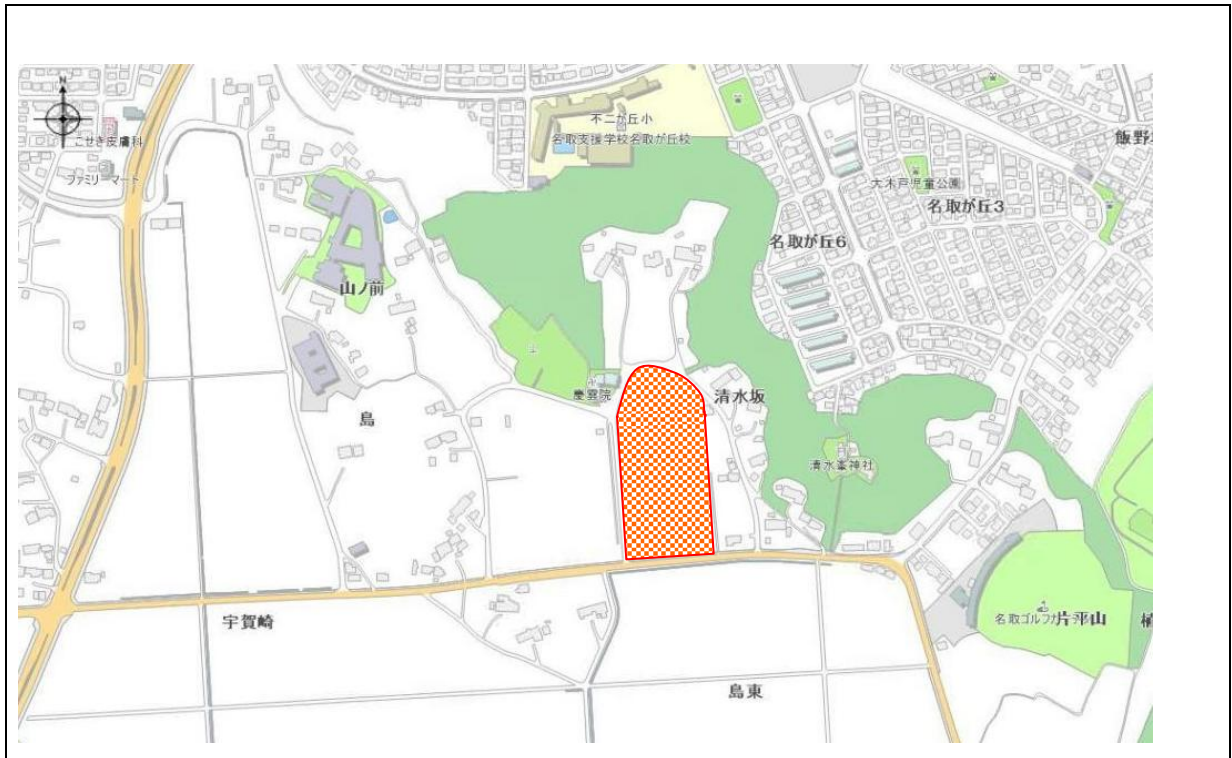 N
不二が丘小
名取支援学校名取が丘校
飯野
こせき皮膚科
ファミリーマート
大木戸児童公園
名取が丘3
名取が丘6
山ノ前
慶雲院
清水坂
島
清水峯神社
宇賀崎
名取ゴルフガ
片平山
島東